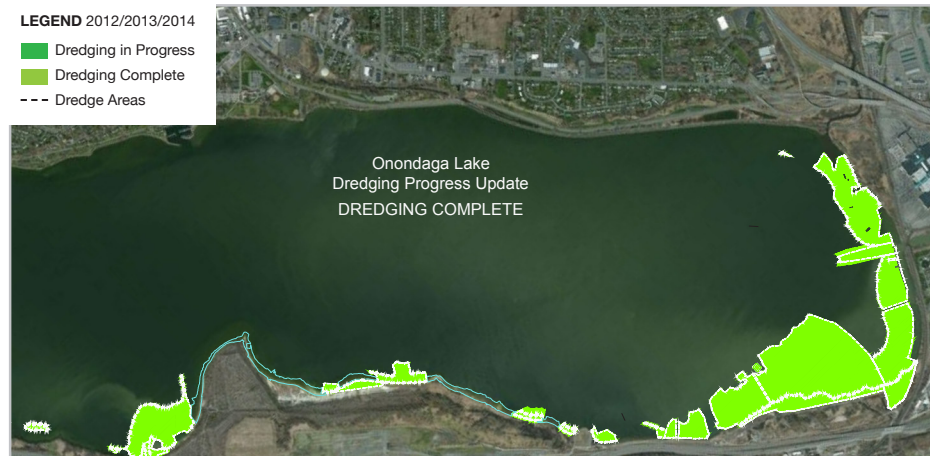 LEGEND 2012/2013/2014
Dredging in Progress
Dredging Complete
Dredge Areas
Onondaga Lake
Dredging Progress Update
DREDGING COMPLETE